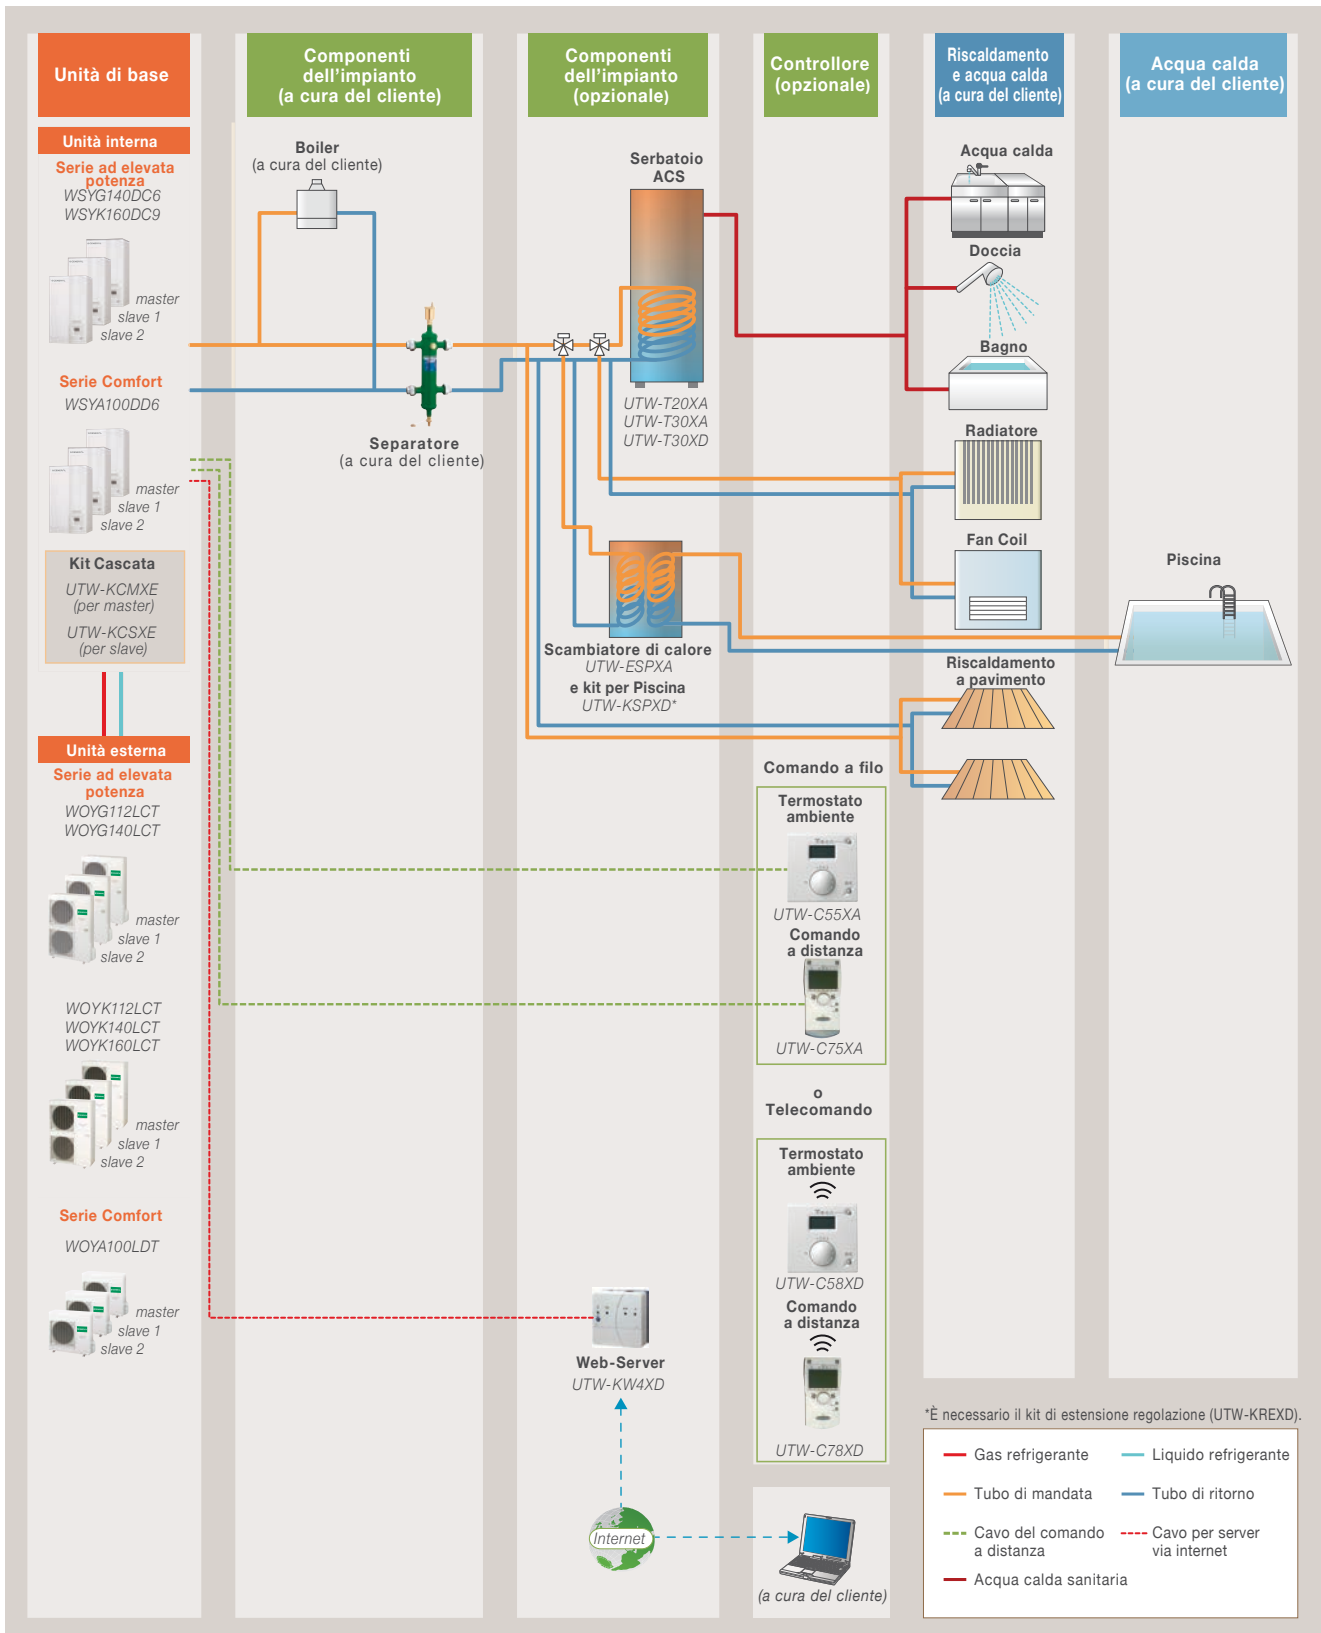 Unità di base
Componenti
dell'impianto
(a cura del cliente)
Componenti
dell'impianto
(opzionale)
Controllore
(opzionale)
Riscaldamento
e acqua calda
(a cura del cliente)
Acqua calda
(a cura del cliente)
Unità interna
Serie ad elevata
potenza
WSYG140DC6
WSYK160DC9
master
slave 1
slave 2
Serie Comfort
WSYA100DD6
master
slave 1
slave 2
Kit Cascata
UTW-KCMXE
(per master)
UTW-KCSXE
(per slave)
Unità esterna
Serie ad elevata
potenza
WOYG112LCT
WOYG140LCT
master
slave 1
slave 2
WOYK112LCT
WOYK140LCT
WOYK160LCT
master
slave 1
slave 2
Serie Comfort
WOYA100LDT
master
slave 1
slave 2
Boiler
(a cura del cliente)
Separatore
(a cura del cliente)
Serbatoio
ACS
UTW-T20XA
UTW-T30XA
UTW-T30XD
Scambiatore di calore
UTW-ESPXA
e kit per Piscina
UTW-KSPXD*
Web-Server
UTW-KW4XD
Internet
Comando a filo
Termostato
ambiente
UTW-C55XA
Comando
a distanza
UTW-C75XA
o
Telecomando
Termostato
ambiente
UTW-C58XD
Comando
a distanza
UTW-C78XD
(a cura del cliente)
Acqua calda
Doccia
Bagno
Radiatore
Fan Coil
Riscaldamento
a pavimento
Piscina
*È necessario il kit di estensione regolazione (UTW-KREXD).
Gas refrigerante
Liquido refrigerante
Tubo di mandata
Tubo di ritorno
Cavo del comando
a distanza
Cavo per server
via internet
Acqua calda sanitaria